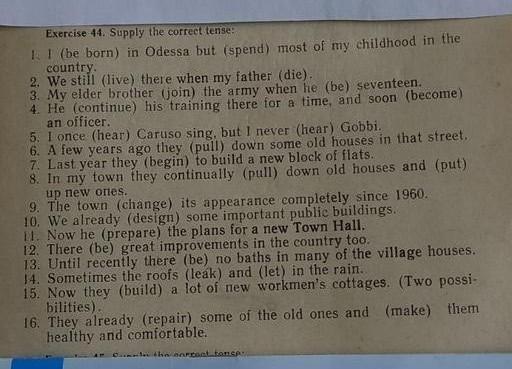 Exercise 44. Supply the correct tense:
1. I (be born) in Odessa but (spend) most of my childhood in the
country.
2. We still (live) there when my father (die).
3. My elder brother (join) the army when he (be) seventeen.
4. He (continue) his training there for a time, and soon (become)
an officer.
5. I once (hear) Caruso sing, but I never (hear) Gobbi.
6. A few years ago they (pull) down some old houses in that street.
7. Last year they (begin) to build a new block of flats.
8. In my town they continually (pull) down old houses and (put)
up new ones.
9. The town (change) its appearance completely since 1960.
10. We already (design) some important public buildings.
11. Now he (prepare) the plans for a new Town Hall.
12. There (be) great improvements in the country too.
13. Until recently there (be) no baths in many of the village houses.
14. Sometimes the roofs (leak) and (let) in the rain.
15. Now they (build) a lot of new workmen's cottages. (Two possi-
bilities).
16. They already (repair) some of the old ones and (make) them
healthy and comfortable.
the correct tense: